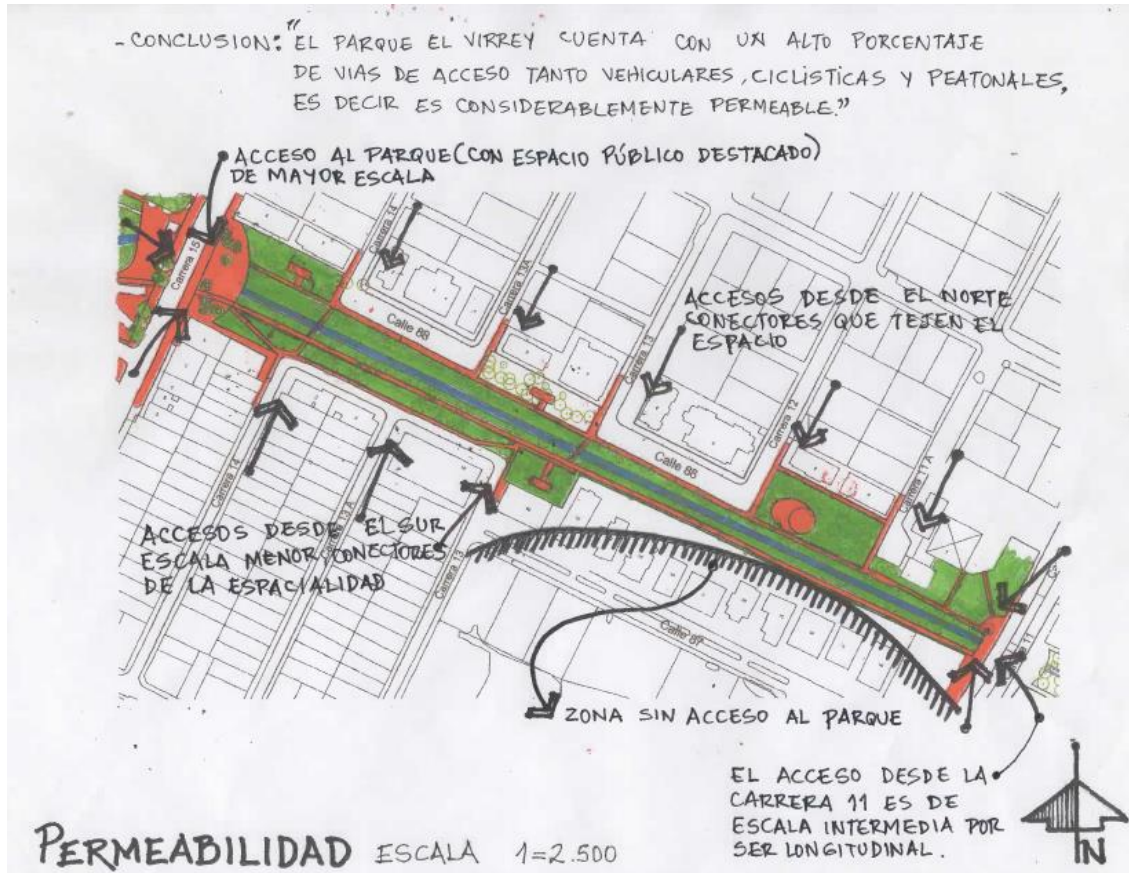 - CONCLUSION: "EL PARQUE EL VIRREY CUENTA CON UN ALTO PORCENTAJE
DE VIAS DE ACCESO TANTO VEHICULARES, CICLISTICAS Y PEATONALES,
ES DECIR ES CONSIDERABLEMENTE PERMEABLE."
ACCESO AL PARQUE (CON ESPACIO PÚBLICO DESTACADO)
DE MAYOR ESCALA
Carrera 15
Carrera 14
Carrera 13A
Calle 88
Carrera 13
ACCESOS DESDE EL NORTE
CONECTORES QUE TEJEN EL
ESPACIO
Carrera 12
Calle 88
Carrera 11A
Carrera 14
Carrera 13A
Carrera 13
ACCESOS DESDE EL SUR
ESCALA MENOR, CONECTORES
DE LA ESPACIALIDAD
Calle 87
11
ZONA SIN ACCESO AL PARQUE
EL ACCESO DESDE LA
CARRERA 11 ES DE
ESCALA INTERMEDIA POR
SER LONGITUDINAL.
N
PERMEABILIDAD ESCALA 1=2.500